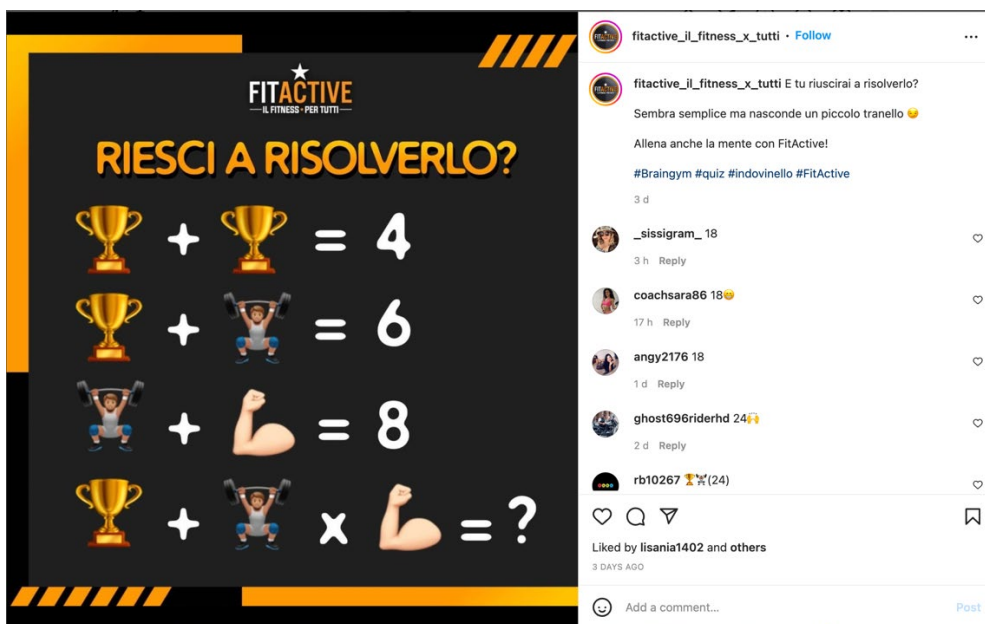 FITACTIVE
IL FITNESS • PER TUTTI
RIESCI A RISOLVERLO?
🏆 + 🏆 = 4
🏆 + 🏋🏽 = 6
🏋🏽 + 💪🏻 = 8
🏆 + 🏋🏽 x 💪🏻 = ?
fitactive_il_fitness_x_tutti • Follow
fitactive_il_fitness_x_tutti E tu riuscirai a risolverlo?
Sembra semplice ma nasconde un piccolo tranello 😏
Allena anche la mente con FitActive!
#Braingym #quiz #indovinello #FitActive
3 d
_sissigram_ 18
3 h Reply
coachsara86 18😁
17 h Reply
angy2176 18
1 d Reply
ghost696riderhd 24🙌
2 d Reply
rb10267 🏆🏋(24)
Liked by lisania1402 and others
3 DAYS AGO
Add a comment...
Post